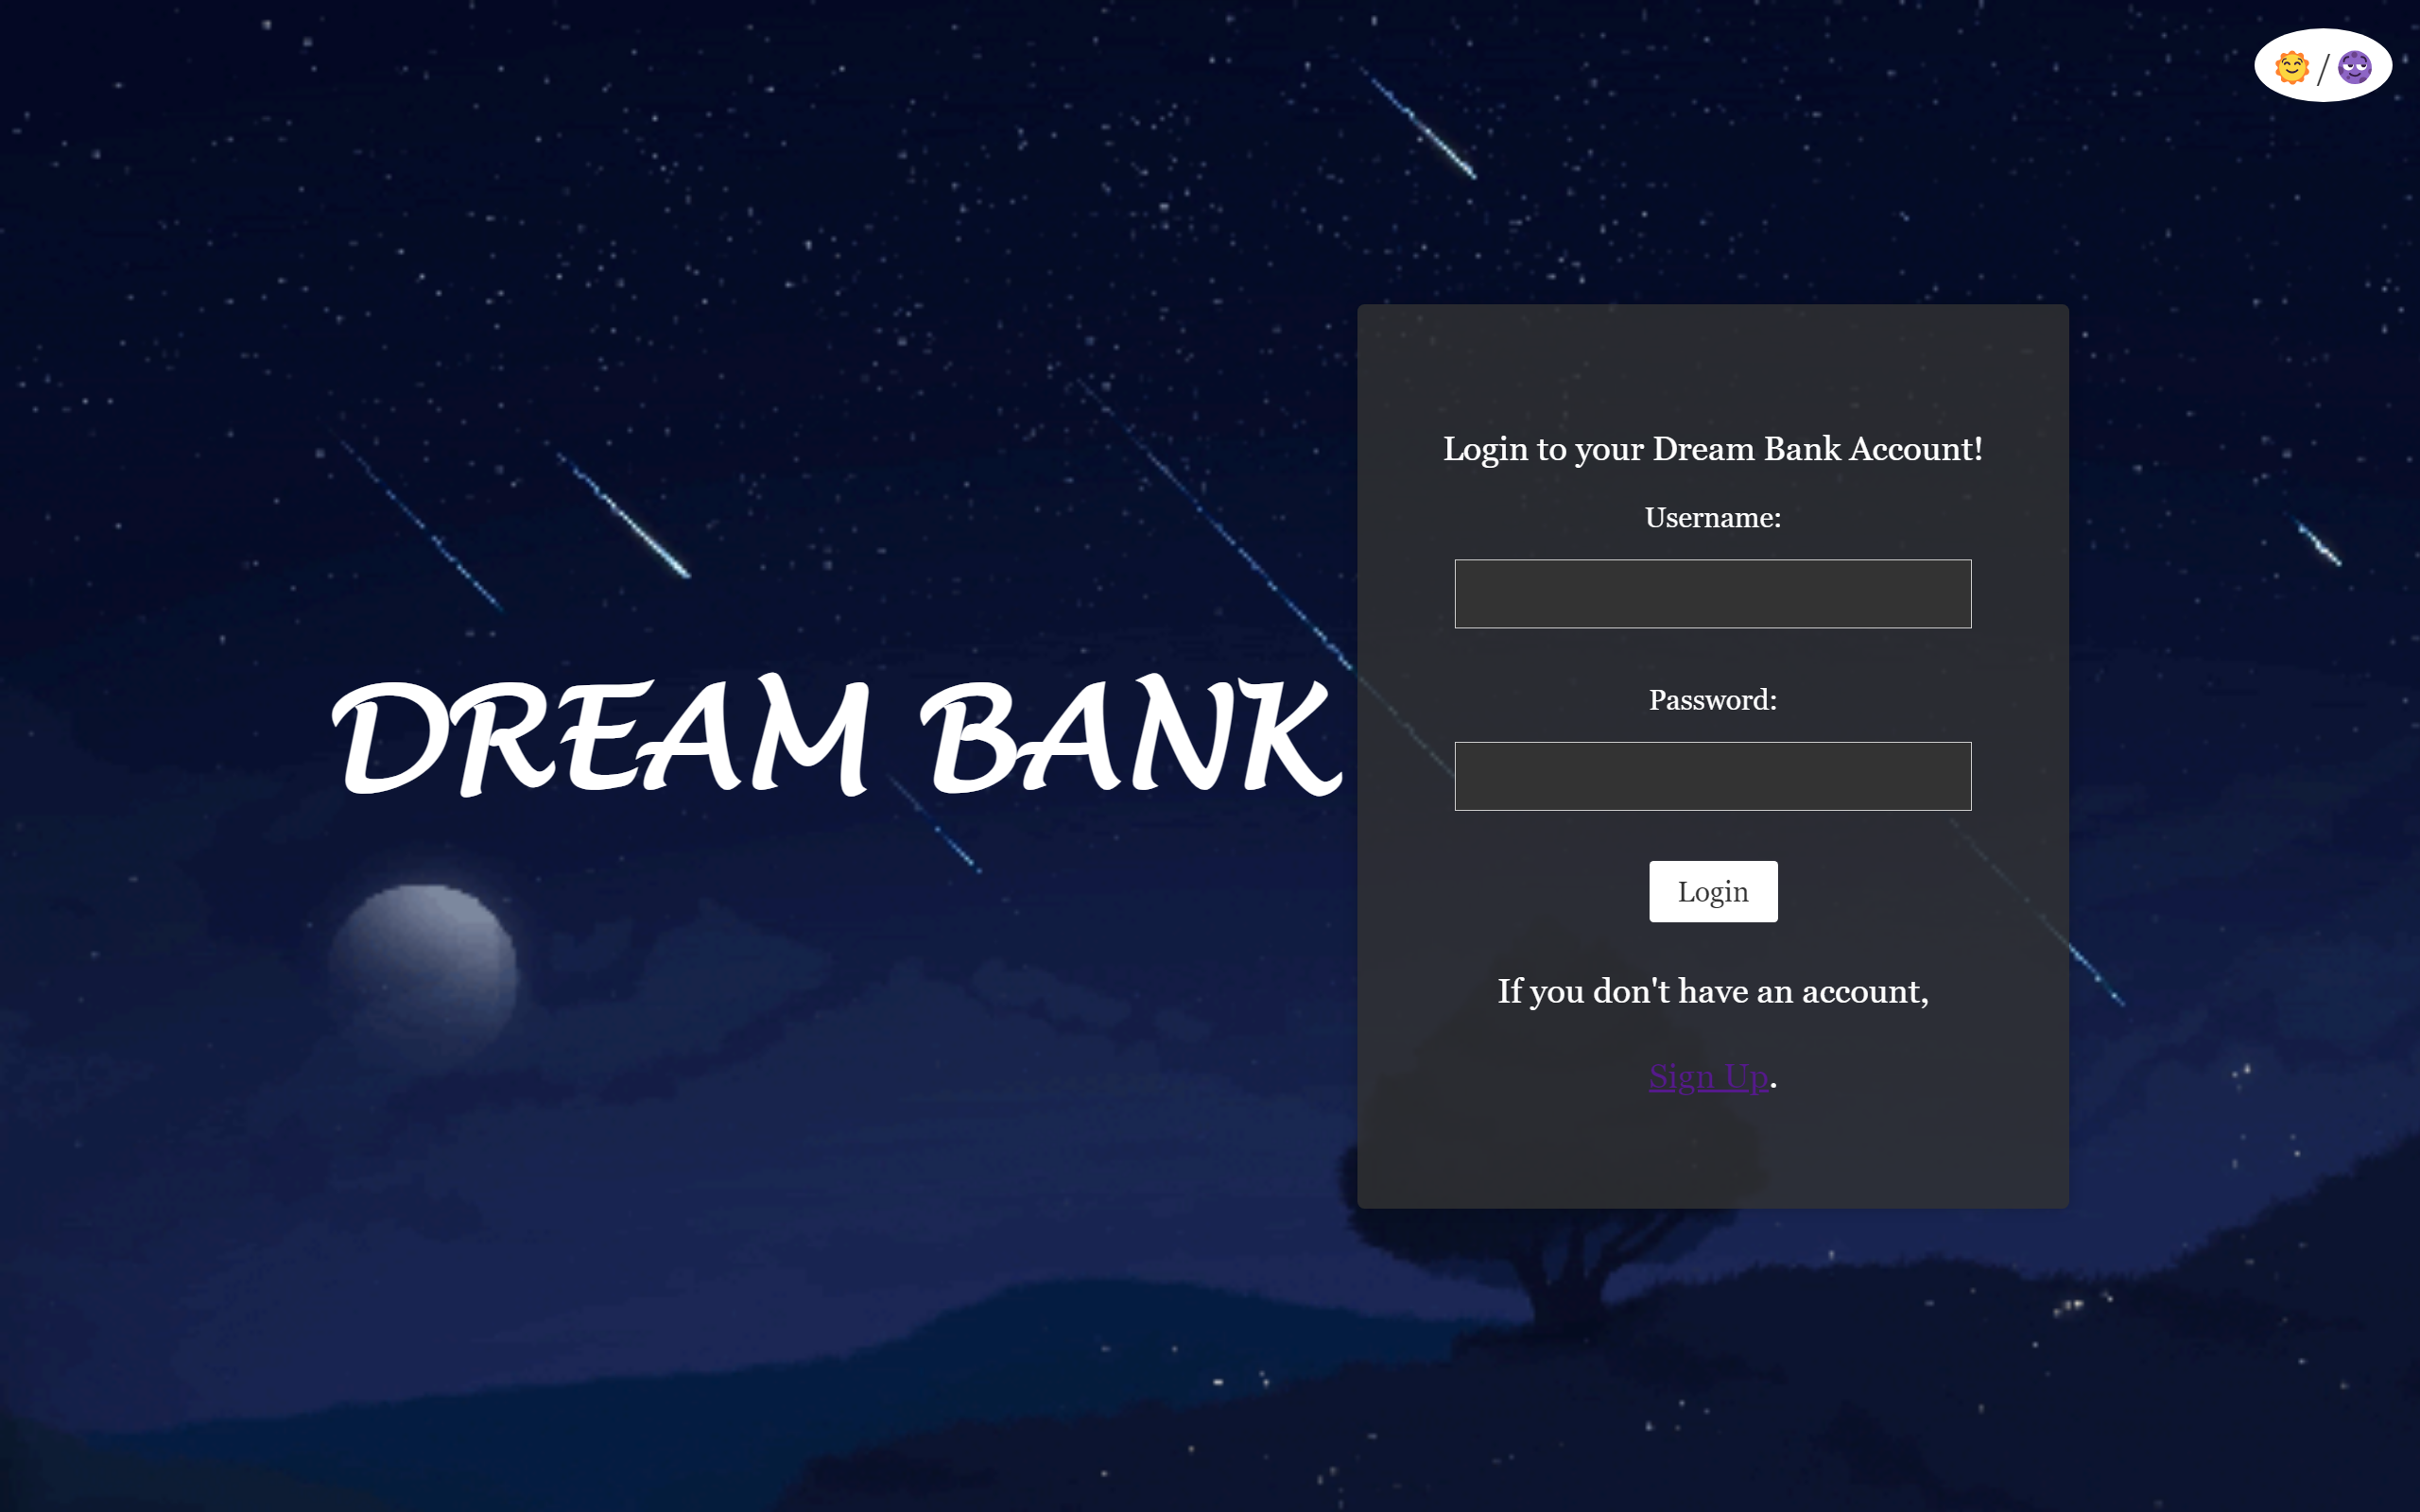 /
DREAM BANK
Login to your Dream Bank Account!
Username:
Password:
Login
If you don't have an account,
Sign Up.